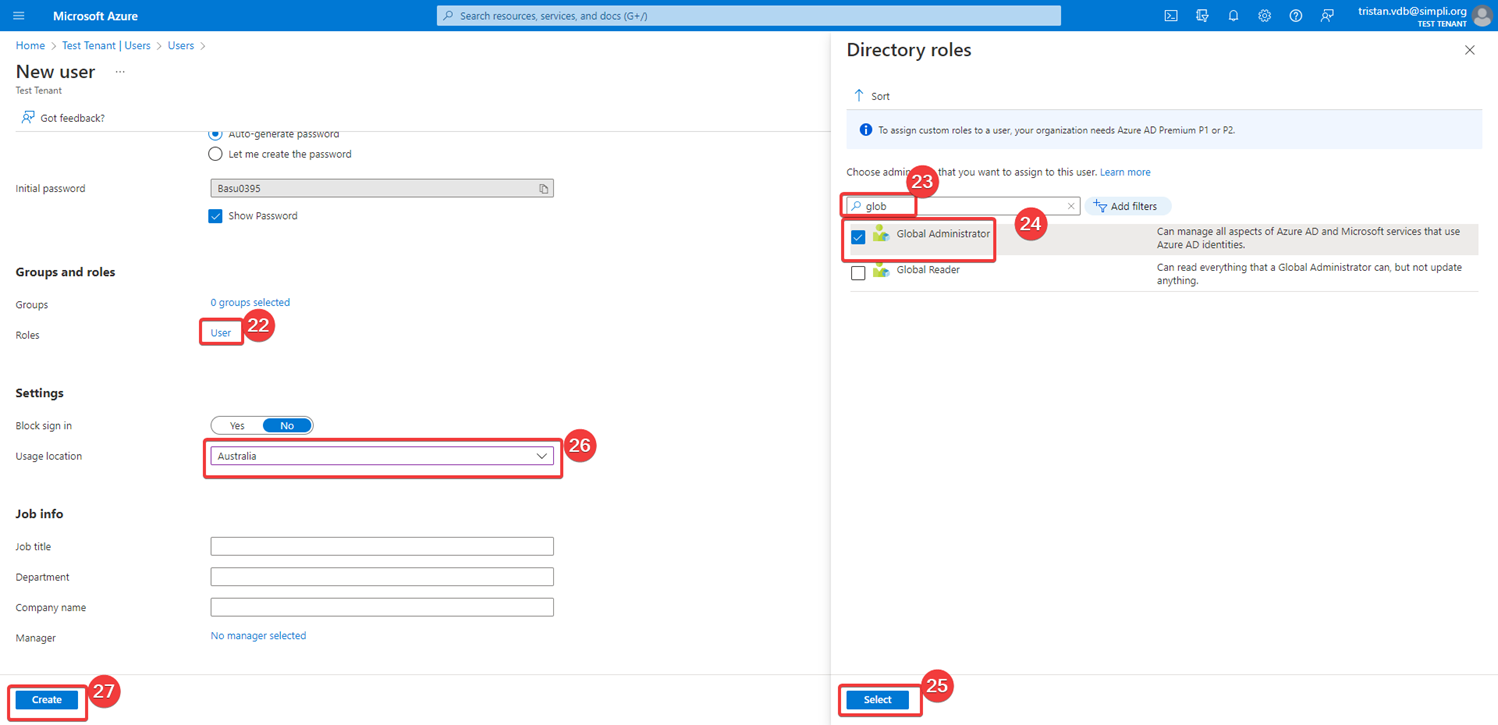 Microsoft Azure
Search resources, services, and docs (G+/)
tristan.vdb@simpli.org
TEST TENANT
Home > Test Tenant | Users > Users >
New user ...
Test Tenant
Got feedback?
Auto-generate password
Let me create the password
Initial password
Basu0395
Show Password
Groups and roles
Groups
0 groups selected
Roles
User
22
Settings
Block sign in
Yes
No
Usage location
Australia
26
Job info
Job title
Department
Company name
Manager
No manager selected
Create
27
Directory roles
Sort
To assign custom roles to a user, your organization needs Azure AD Premium P1 or P2.
Choose admin that you want to assign to this user. Learn more
23
glob
Add filters
24
Global Administrator
Can manage all aspects of Azure AD and Microsoft services that use
Azure AD identities.
Global Reader
Can read everything that a Global Administrator can, but not update
anything.
Select
25